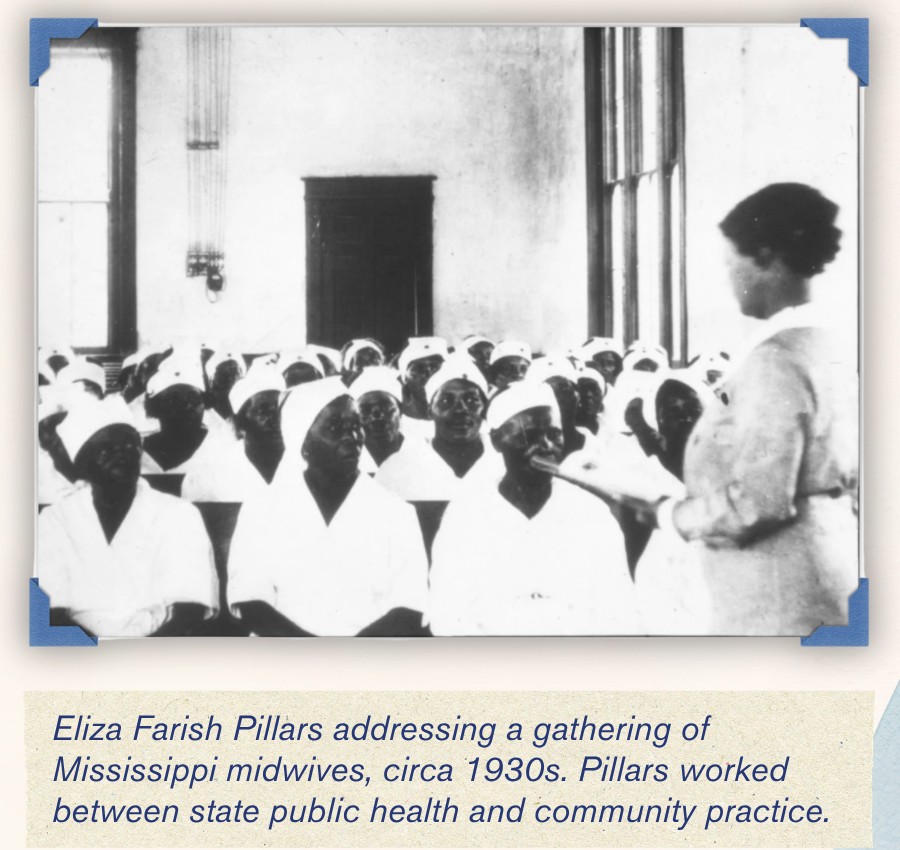 Eliza Farish Pillars addressing a gathering of
Mississippi midwives, circa 1930s. Pillars worked
between state public health and community practice.